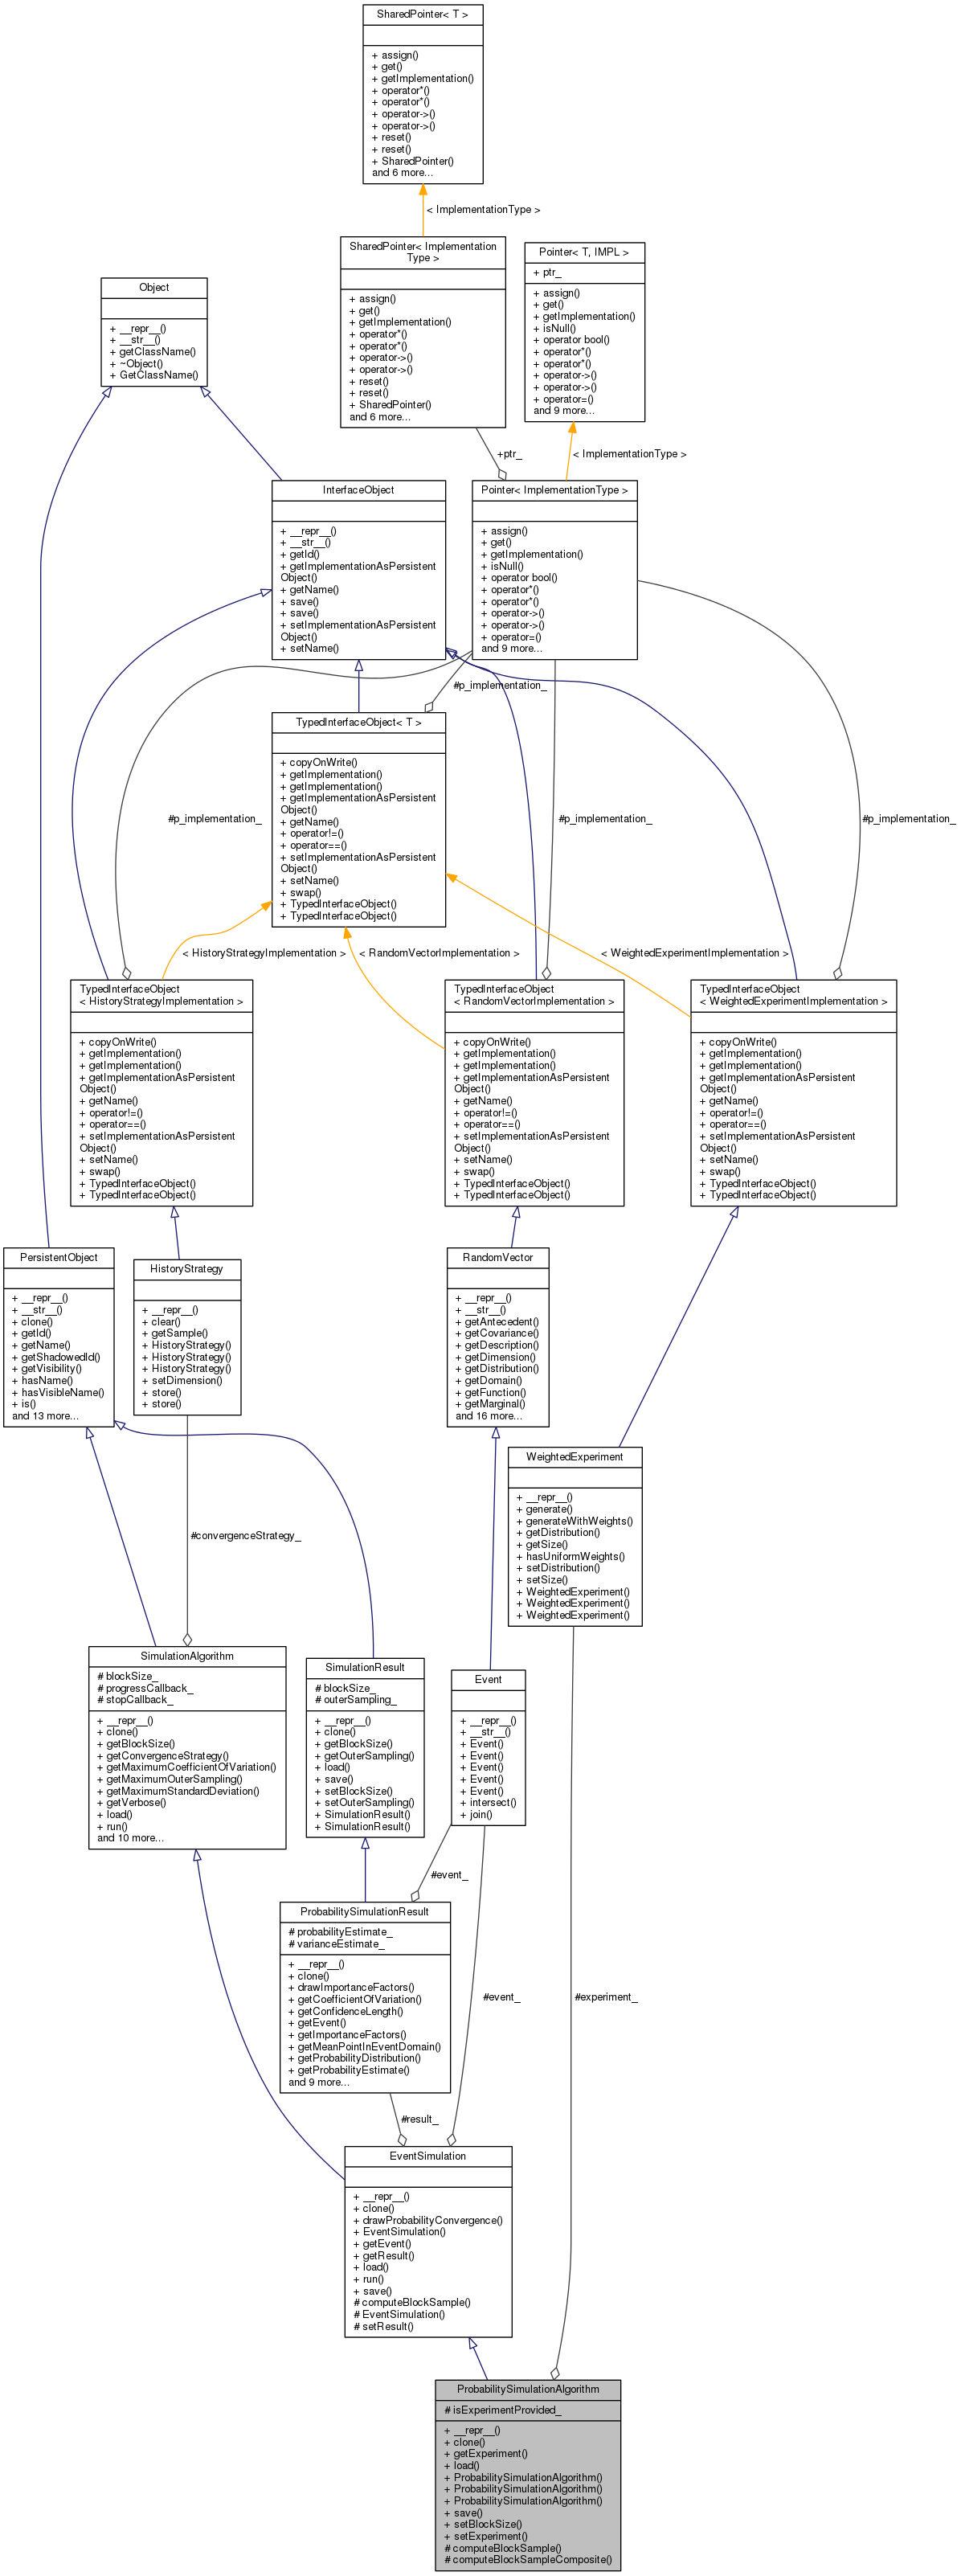 SharedPointer< T >
+ assign()
+ get()
+ getImplementation()
+ operator*()
+ operator*()
+ operator->()
+ operator->()
+ reset()
+ reset()
+ SharedPointer()
and 6 more...
< ImplementationType >
SharedPointer< Implementation
Type >
+ assign()
+ get()
+ getImplementation()
+ operator*()
+ operator*()
+ operator->()
+ operator->()
+ reset()
+ reset()
+ SharedPointer()
and 6 more...
Pointer< T, IMPL >
+ ptr_
+ assign()
+ get()
+ getImplementation()
+ isNull()
+ operator bool()
+ operator*()
+ operator*()
+ operator->()
+ operator->()
+ operator=()
and 9 more...
Object
+ __repr__()
+ __str__()
+ getClassName()
+ ~Object()
+ GetClassName()
+ptr_
< ImplementationType >
InterfaceObject
+ __repr__()
+ __str__()
+ getId()
+ getImplementationAsPersistent
Object()
+ getName()
+ save()
+ save()
+ setImplementationAsPersistent
Object()
+ setName()
Pointer< ImplementationType >
+ assign()
+ get()
+ getImplementation()
+ isNull()
+ operator bool()
+ operator*()
+ operator*()
+ operator->()
+ operator->()
+ operator=()
and 9 more...
#p_implementation_
TypedInterfaceObject< T >
+ copyOnWrite()
+ getImplementation()
+ getImplementation()
+ getImplementationAsPersistent
Object()
+ getName()
+ operator!=()
+ operator==()
+ setImplementationAsPersistent
Object()
+ setName()
+ swap()
+ TypedInterfaceObject()
+ TypedInterfaceObject()
#p_implementation_
#p_implementation_
#p_implementation_
< HistoryStrategyImplementation >
< RandomVectorImplementation >
< WeightedExperimentImplementation >
TypedInterfaceObject
< HistoryStrategyImplementation >
+ copyOnWrite()
+ getImplementation()
+ getImplementation()
+ getImplementationAsPersistent
Object()
+ getName()
+ operator!=()
+ operator==()
+ setImplementationAsPersistent
Object()
+ setName()
+ swap()
+ TypedInterfaceObject()
+ TypedInterfaceObject()
TypedInterfaceObject
< RandomVectorImplementation >
+ copyOnWrite()
+ getImplementation()
+ getImplementation()
+ getImplementationAsPersistent
Object()
+ getName()
+ operator!=()
+ operator==()
+ setImplementationAsPersistent
Object()
+ setName()
+ swap()
+ TypedInterfaceObject()
+ TypedInterfaceObject()
TypedInterfaceObject
< WeightedExperimentImplementation >
+ copyOnWrite()
+ getImplementation()
+ getImplementation()
+ getImplementationAsPersistent
Object()
+ getName()
+ operator!=()
+ operator==()
+ setImplementationAsPersistent
Object()
+ setName()
+ swap()
+ TypedInterfaceObject()
+ TypedInterfaceObject()
PersistentObject
+ __repr__()
+ __str__()
+ clone()
+ getId()
+ getName()
+ getShadowedId()
+ getVisibility()
+ hasName()
+ hasVisibleName()
+ is()
and 13 more...
HistoryStrategy
+ __repr__()
+ clear()
+ getSample()
+ HistoryStrategy()
+ HistoryStrategy()
+ HistoryStrategy()
+ setDimension()
+ store()
+ store()
RandomVector
+ __repr__()
+ __str__()
+ getAntecedent()
+ getCovariance()
+ getDescription()
+ getDimension()
+ getDistribution()
+ getDomain()
+ getFunction()
+ getMarginal()
and 16 more...
WeightedExperiment
+ __repr__()
+ generate()
+ generateWithWeights()
+ getDistribution()
+ getSize()
+ hasUniformWeights()
+ setDistribution()
+ setSize()
+ WeightedExperiment()
+ WeightedExperiment()
+ WeightedExperiment()
#convergenceStrategy_
SimulationAlgorithm
# blockSize_
# progressCallback_
# stopCallback_
+ __repr__()
+ clone()
+ getBlockSize()
+ getConvergenceStrategy()
+ getMaximumCoefficientOfVariation()
+ getMaximumOuterSampling()
+ getMaximumStandardDeviation()
+ getVerbose()
+ load()
+ run()
and 10 more...
SimulationResult
# blockSize_
# outerSampling_
+ __repr__()
+ clone()
+ getBlockSize()
+ getOuterSampling()
+ load()
+ save()
+ setBlockSize()
+ setOuterSampling()
+ SimulationResult()
+ SimulationResult()
Event
+ __repr__()
+ __str__()
+ Event()
+ Event()
+ Event()
+ Event()
+ Event()
+ intersect()
+ join()
#event_
ProbabilitySimulationResult
# probabilityEstimate_
# varianceEstimate_
+ __repr__()
+ clone()
+ drawImportanceFactors()
+ getCoefficientOfVariation()
+ getConfidenceLength()
+ getEvent()
+ getImportanceFactors()
+ getMeanPointInEventDomain()
+ getProbabilityDistribution()
+ getProbabilityEstimate()
and 9 more...
#event_
#experiment_
#result_
EventSimulation
+ __repr__()
+ clone()
+ drawProbabilityConvergence()
+ EventSimulation()
+ getEvent()
+ getResult()
+ load()
+ run()
+ save()
# computeBlockSample()
# EventSimulation()
# setResult()
ProbabilitySimulationAlgorithm
# isExperimentProvided_
+ __repr__()
+ clone()
+ getExperiment()
+ load()
+ ProbabilitySimulationAlgorithm()
+ ProbabilitySimulationAlgorithm()
+ ProbabilitySimulationAlgorithm()
+ save()
+ setBlockSize()
+ setExperiment()
# computeBlockSample()
# computeBlockSampleComposite()